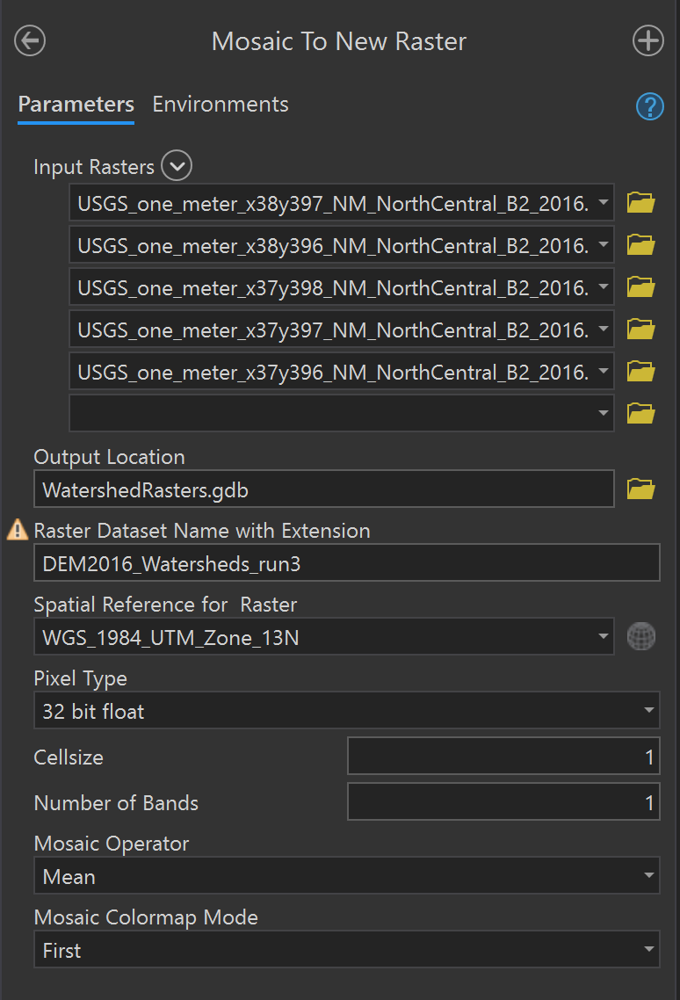 Mosaic To New Raster
Parameters Environments ?
Input Rasters
USGS_one_meter_x38y397_NM_NorthCentral_B2_2016.
USGS_one_meter_x38y396_NM_NorthCentral_B2_2016.
USGS_one_meter_x37y398_NM_NorthCentral_B2_2016.
USGS_one_meter_x37y397_NM_NorthCentral_B2_2016.
USGS_one_meter_x37y396_NM_NorthCentral_B2_2016.
Output Location
WatershedRasters.gdb
Raster Dataset Name with Extension
DEM2016_Watersheds_run3
Spatial Reference for Raster
WGS_1984_UTM_Zone_13N
Pixel Type
32 bit float
Cellsize 1
Number of Bands 1
Mosaic Operator
Mean
Mosaic Colormap Mode
First